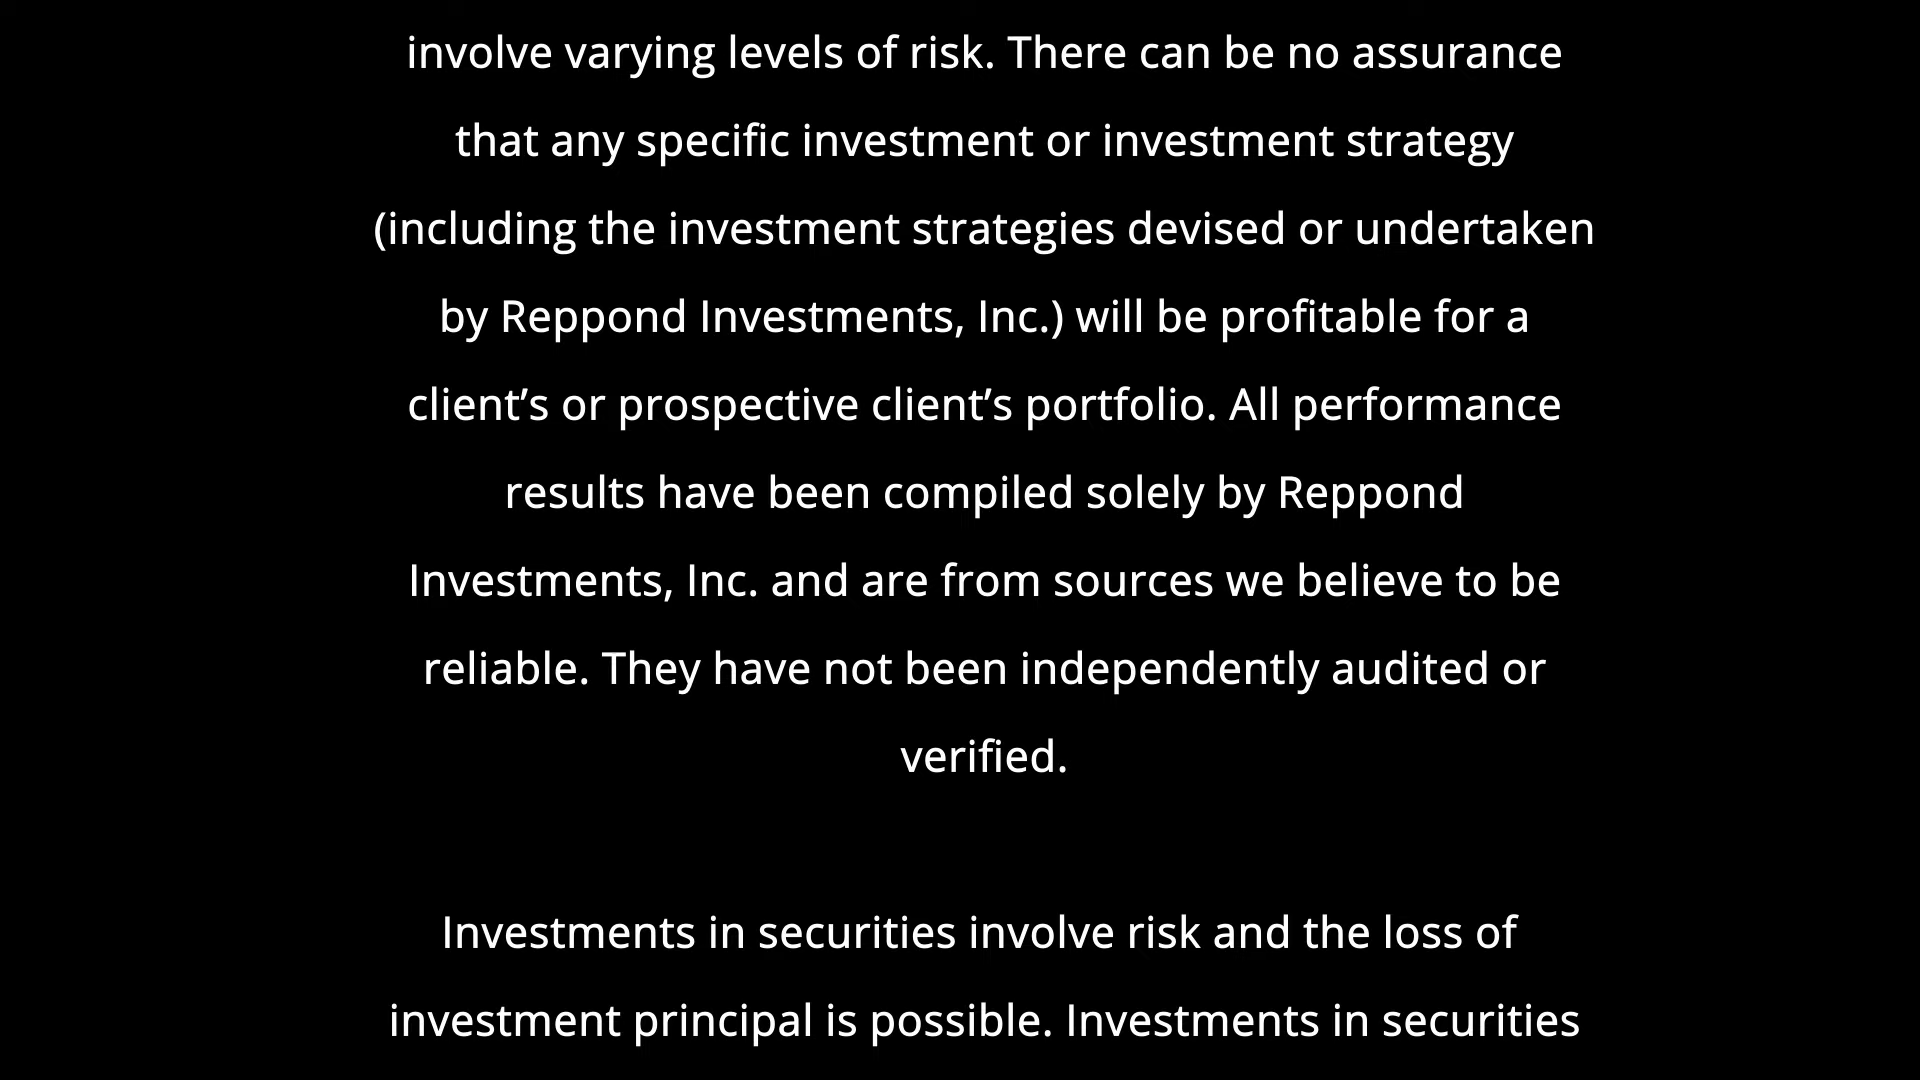 involve varying levels of risk. There can be no assurance
that any specific investment or investment strategy
(including the investment strategies devised or undertaken
by Reppond Investments, Inc.) will be profitable for a
client’s or prospective client’s portfolio. All performance
results have been compiled solely by Reppond
Investments, Inc. and are from sources we believe to be
reliable. They have not been independently audited or
verified.
Investments in securities involve risk and the loss of
investment principal is possible. Investments in securities